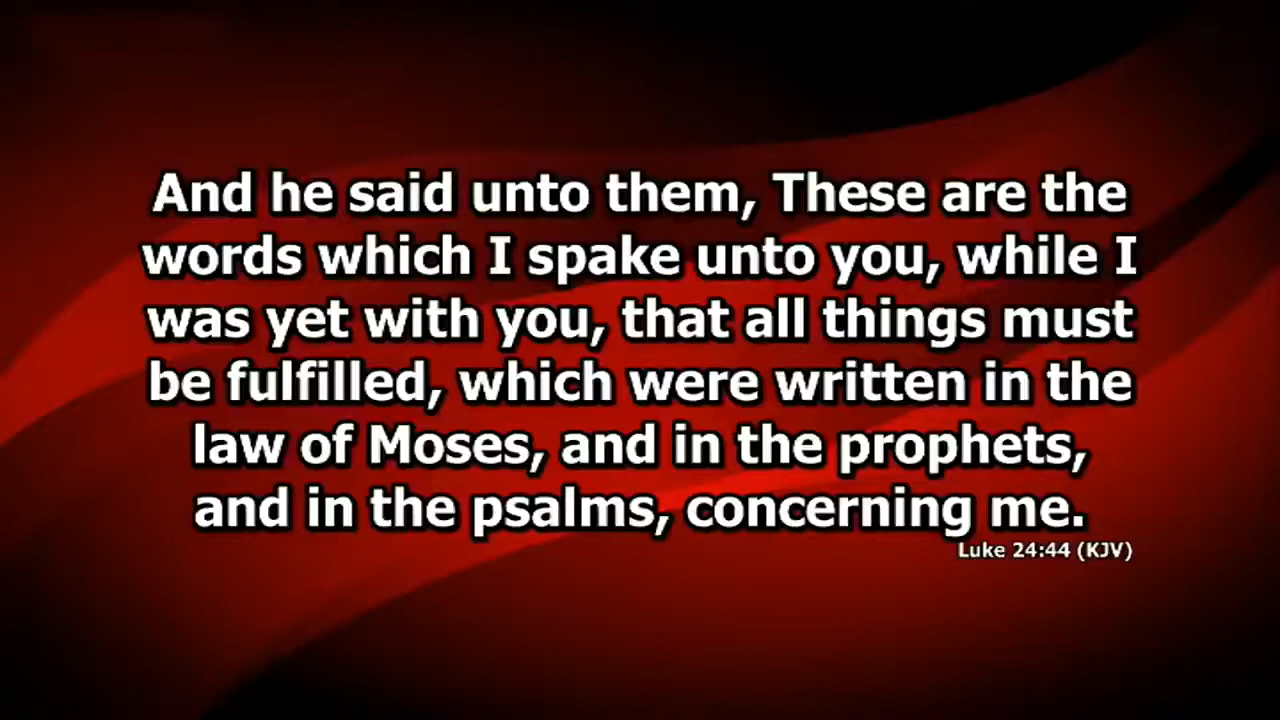 And he said unto them, These are the
words which I spake unto you, while I
was yet with you, that all things must
be fulfilled, which were written in the
law of Moses, and in the prophets,
and in the psalms, concerning me.
Luke 24:44 (KJV)